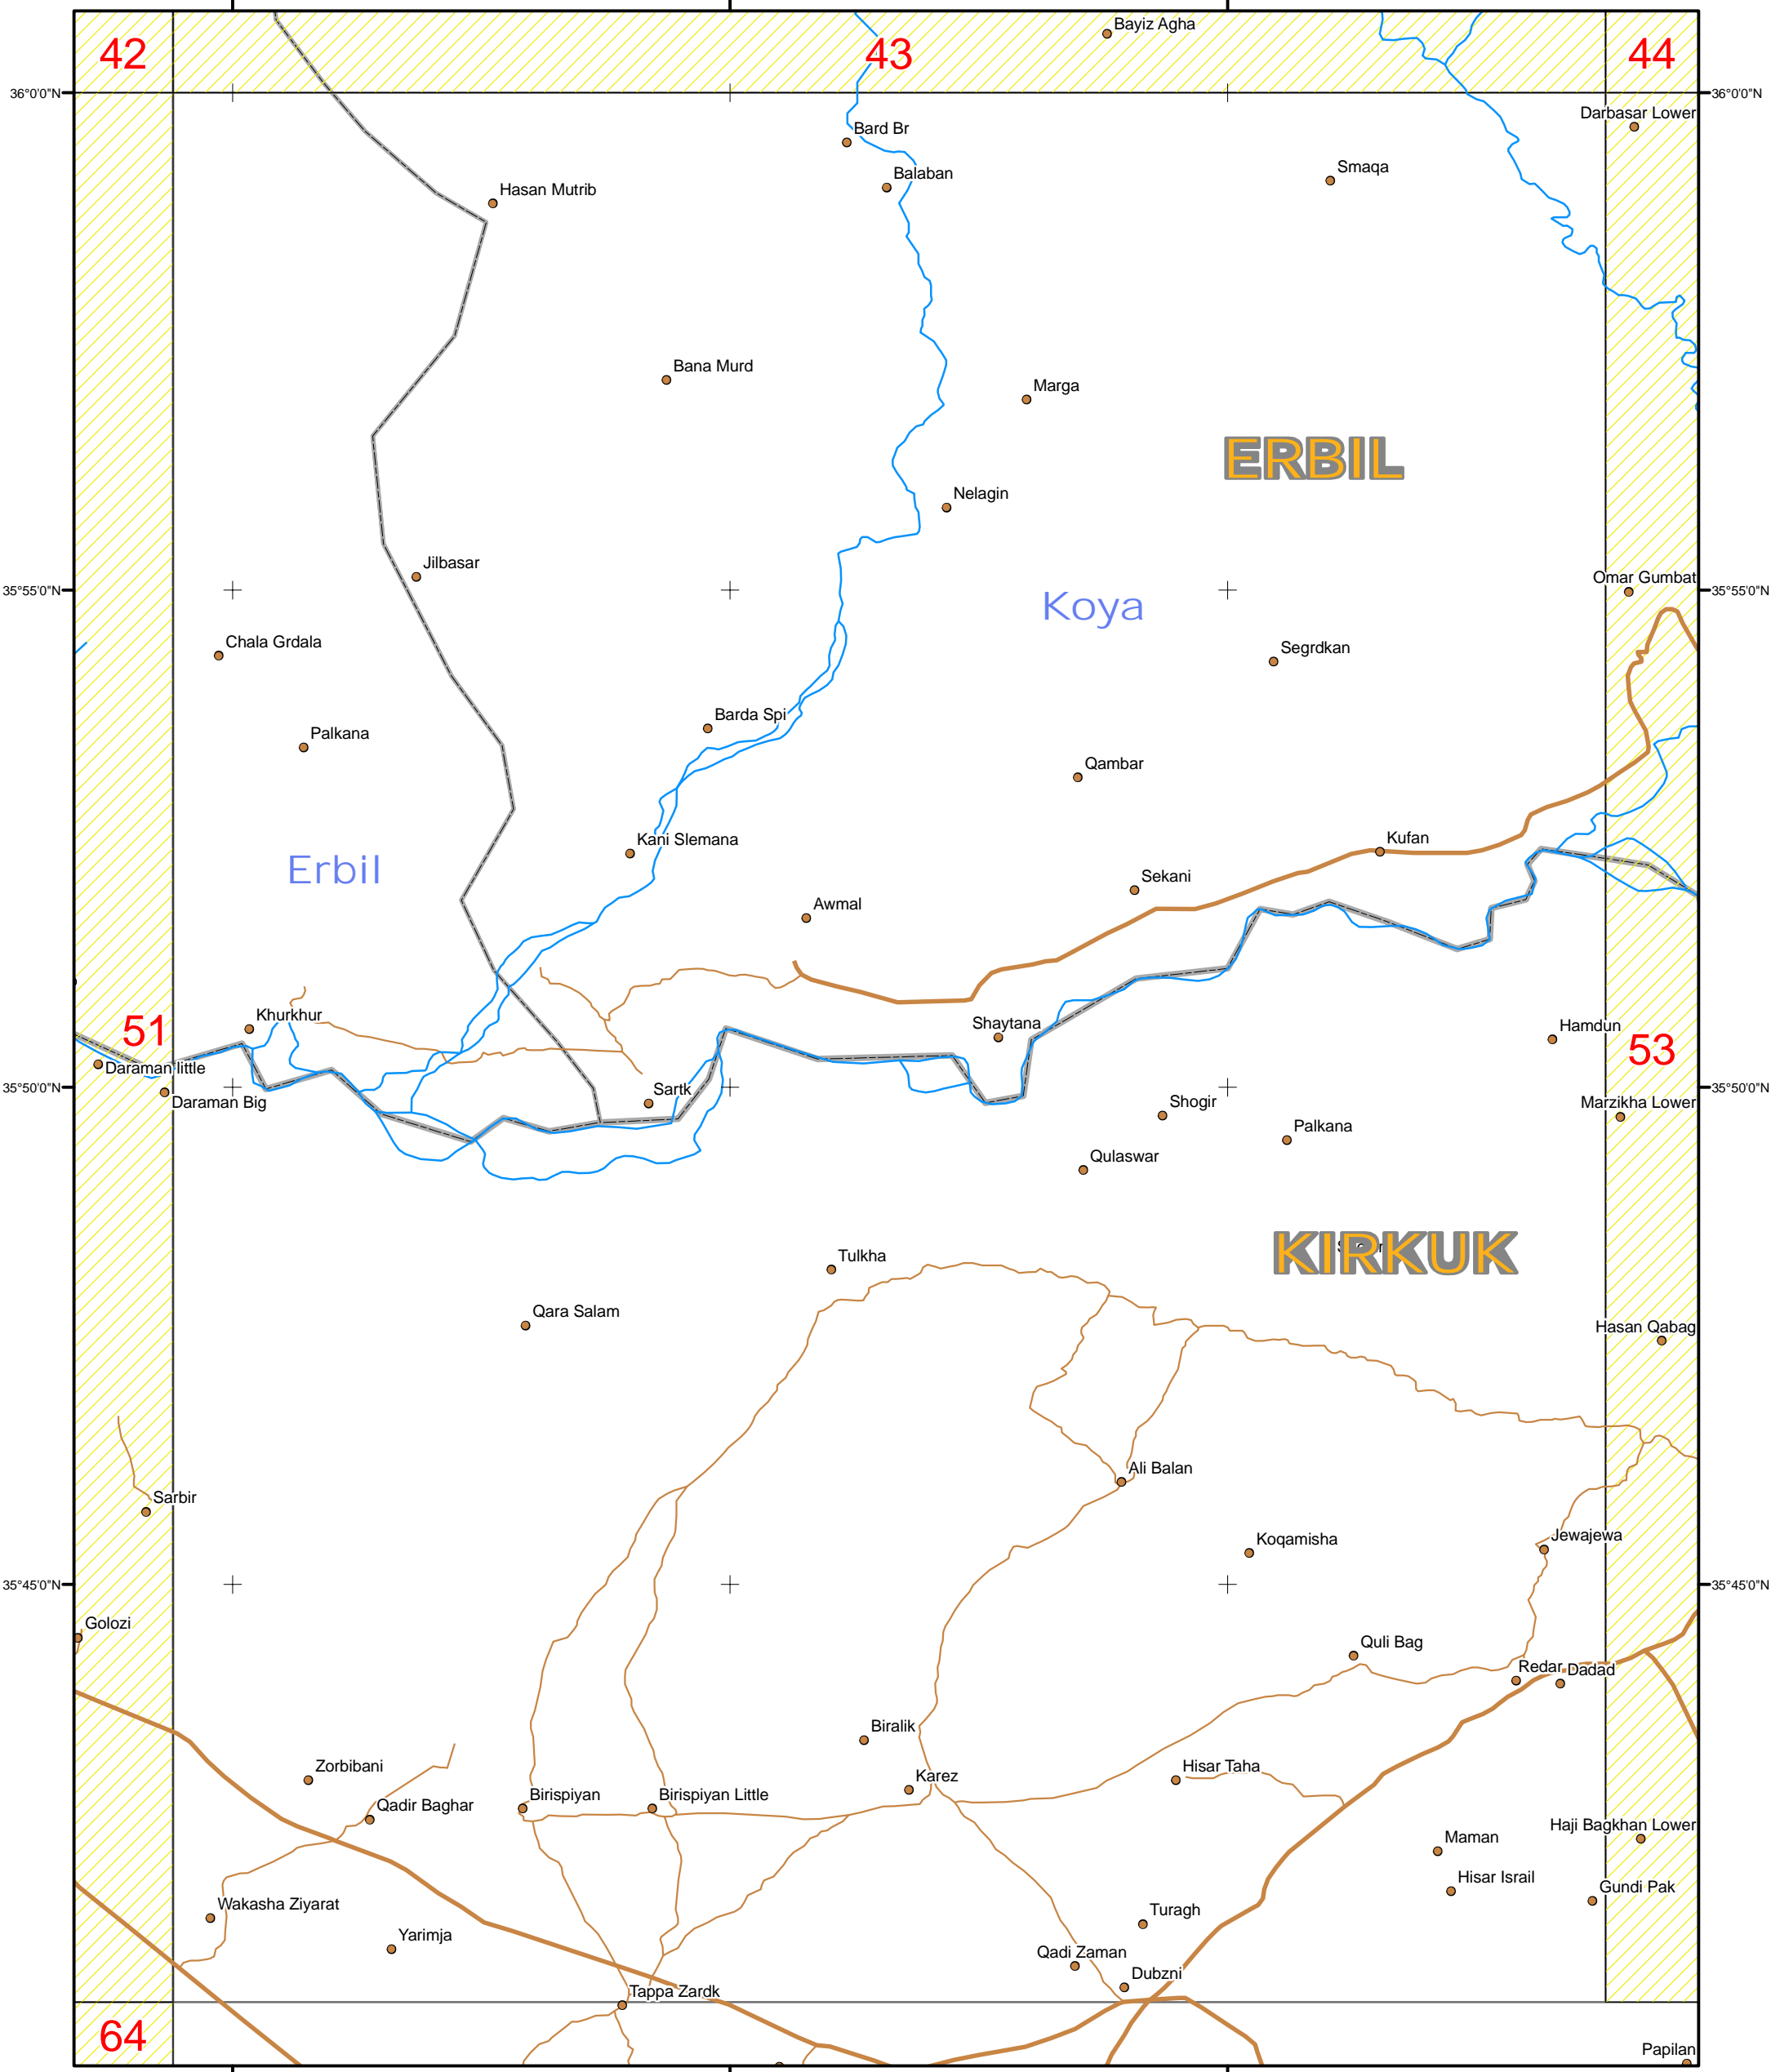 42
43
44
Bayiz Agha
36°0'0"N
36°0'0"N
Darbasar Lower
Bard Br
Balaban
Smaqa
Hasan Mutrib
Bana Murd
Marga
ERBIL
Nelagin
Jilbasar
Omar Gumbat
35°55'0"N
35°55'0"N
Koya
Chala Grdala
Segrdkan
Barda Spi
Palkana
Qambar
Kani Slemana
Kufan
Erbil
Sekani
Awmal
51
Khurkhur
Shaytana
Hamdun
53
Daraman little
35°50'0"N
35°50'0"N
Sartk
Daraman Big
Shogir
Marzikha Lower
Palkana
Qulaswar
KIRKUK
Tulkha
Qara Salam
Hasan Qabag
Ali Balan
Sarbir
Koqamisha
Jewajewa
35°45'0"N
35°45'0"N
Golozi
Quli Bag
Redar
Dadad
Biralik
Zorbibani
Hisar Taha
Karez
Qadir Baghar
Birispiyan
Birispiyan Little
Haji Bagkhan Lower
Maman
Hisar Israil
Gundi Pak
Wakasha Ziyarat
Turagh
Yarimja
Qadi Zaman
Dubzni
Tappa Zardk
64
Papilan